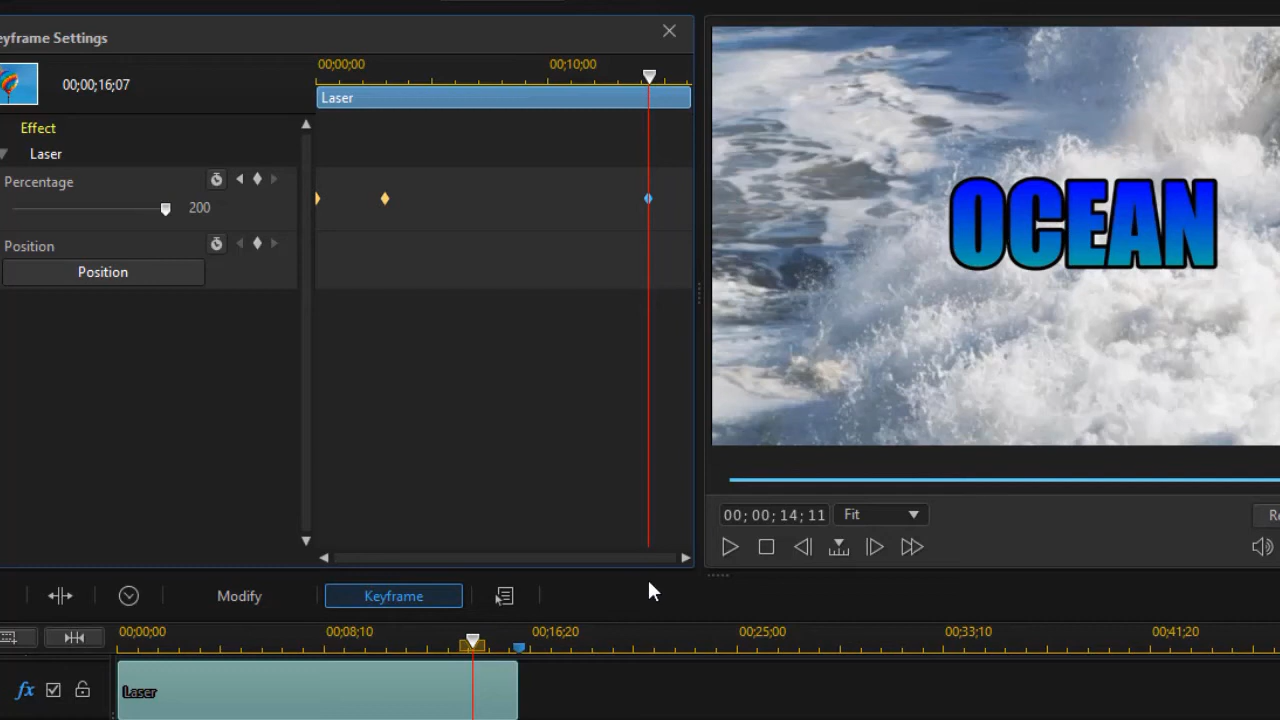 eyframe Settings
00;00;16;07
00;00;00
00;10;00
Laser
Effect
Laser
Percentage
200
Position
Position
OCEAN
00; 00; 14; 11
Fit
Re
Modify
Keyframe
00;00;00
00;08;10
00;16;20
00;25;00
00;33;10
00;41;20
fx
Laser